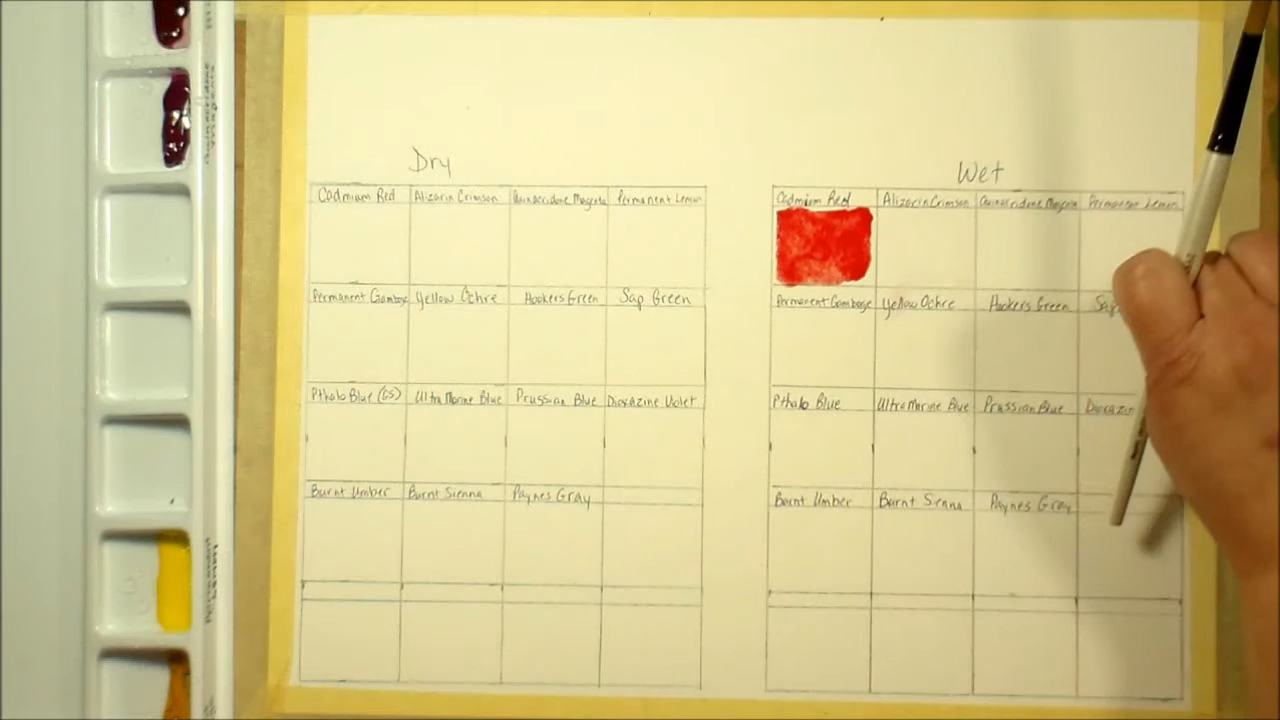 Dry
Cadmium Red Alizarin Crimson Quinacridone Magenta Permanent Lemon
Permanent Gamboge Yellow Ochre Hookers Green Sap Green
Pthalo Blue (GS) Ultra Marine Blue Prussian Blue Dioxazine Violet
Burnt Umber Burnt Sienna Paynes Gray
Wet
Cadmium Red Alizarin Crimson Quinacridone Magenta Permanent Lemon
Permanent Gamboge Yellow Ochre Hookers Green Sap
Pthalo Blue Ultra Marine Blue Prussian Blue Dioxazin
Burnt Umber Burnt Sienna Paynes Gray